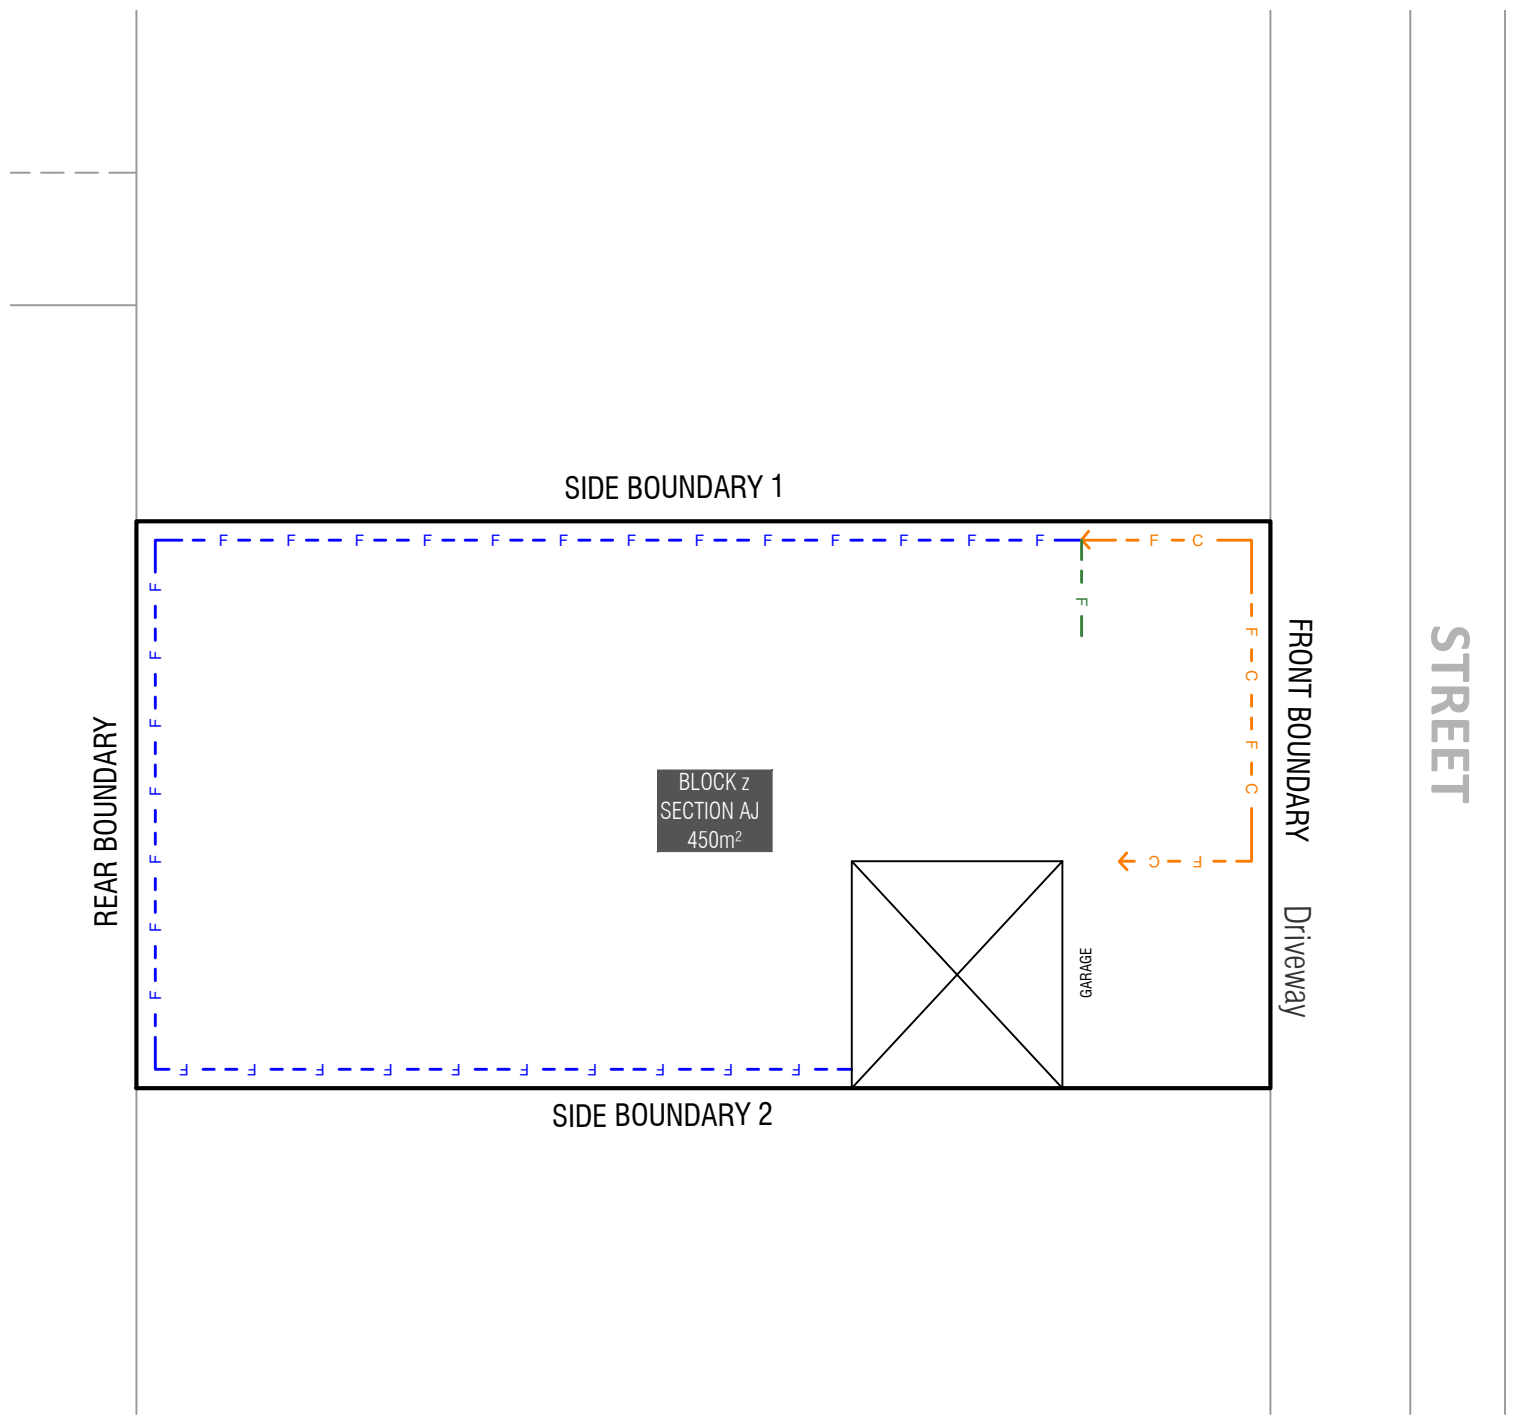 SIDE BOUNDARY 1
F F F F F F F F F F F F F
F C
F
F C F C
F C
F F F F F F F
F F F F F F F F F F
REAR BOUNDARY
BLOCK z
SECTION AJ
450m²
GARAGE
FRONT BOUNDARY
Driveway
STREET
SIDE BOUNDARY 2